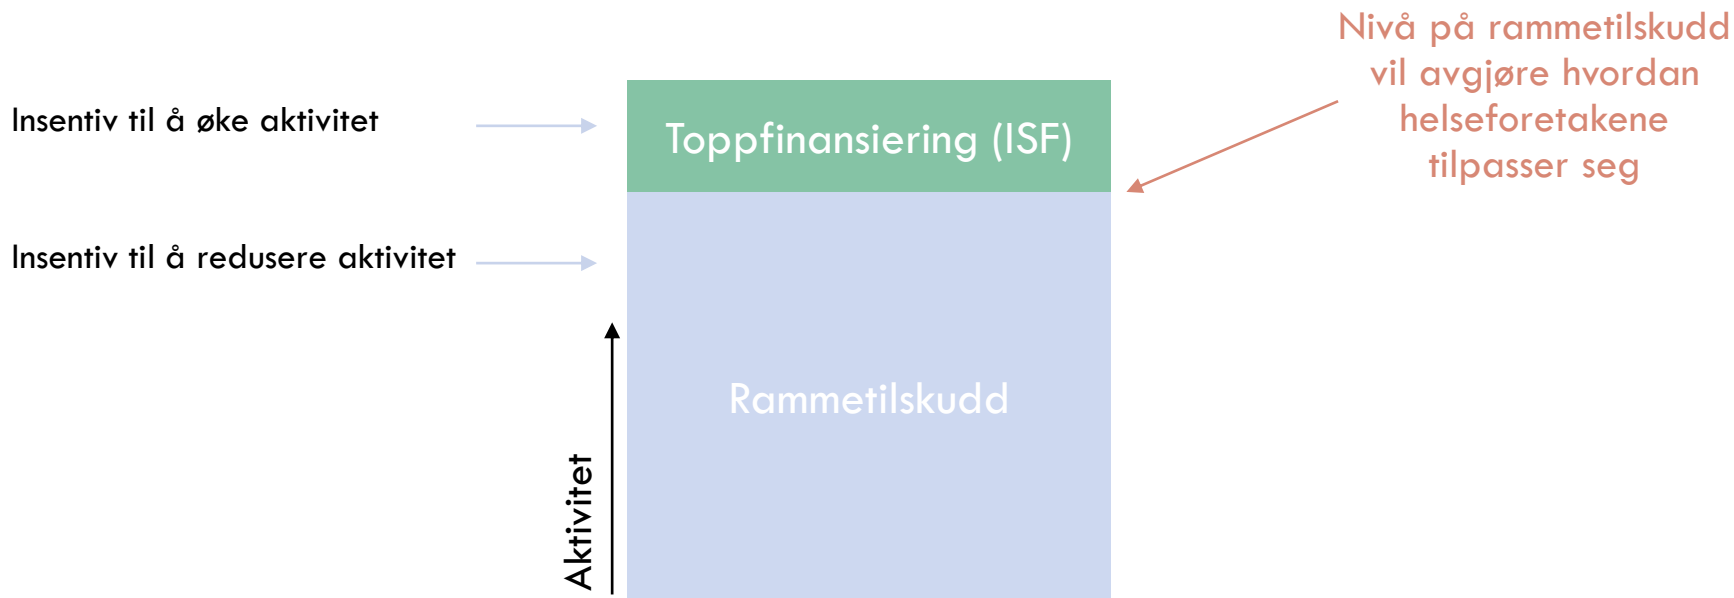 Nivå på rammetilskudd
vil avgjøre hvordan
helseforetakene
tilpasser seg
Insentiv til å øke aktivitet
Toppfinansiering (ISF)
Insentiv til å redusere aktivitet
Rammetilskudd
Aktivitet